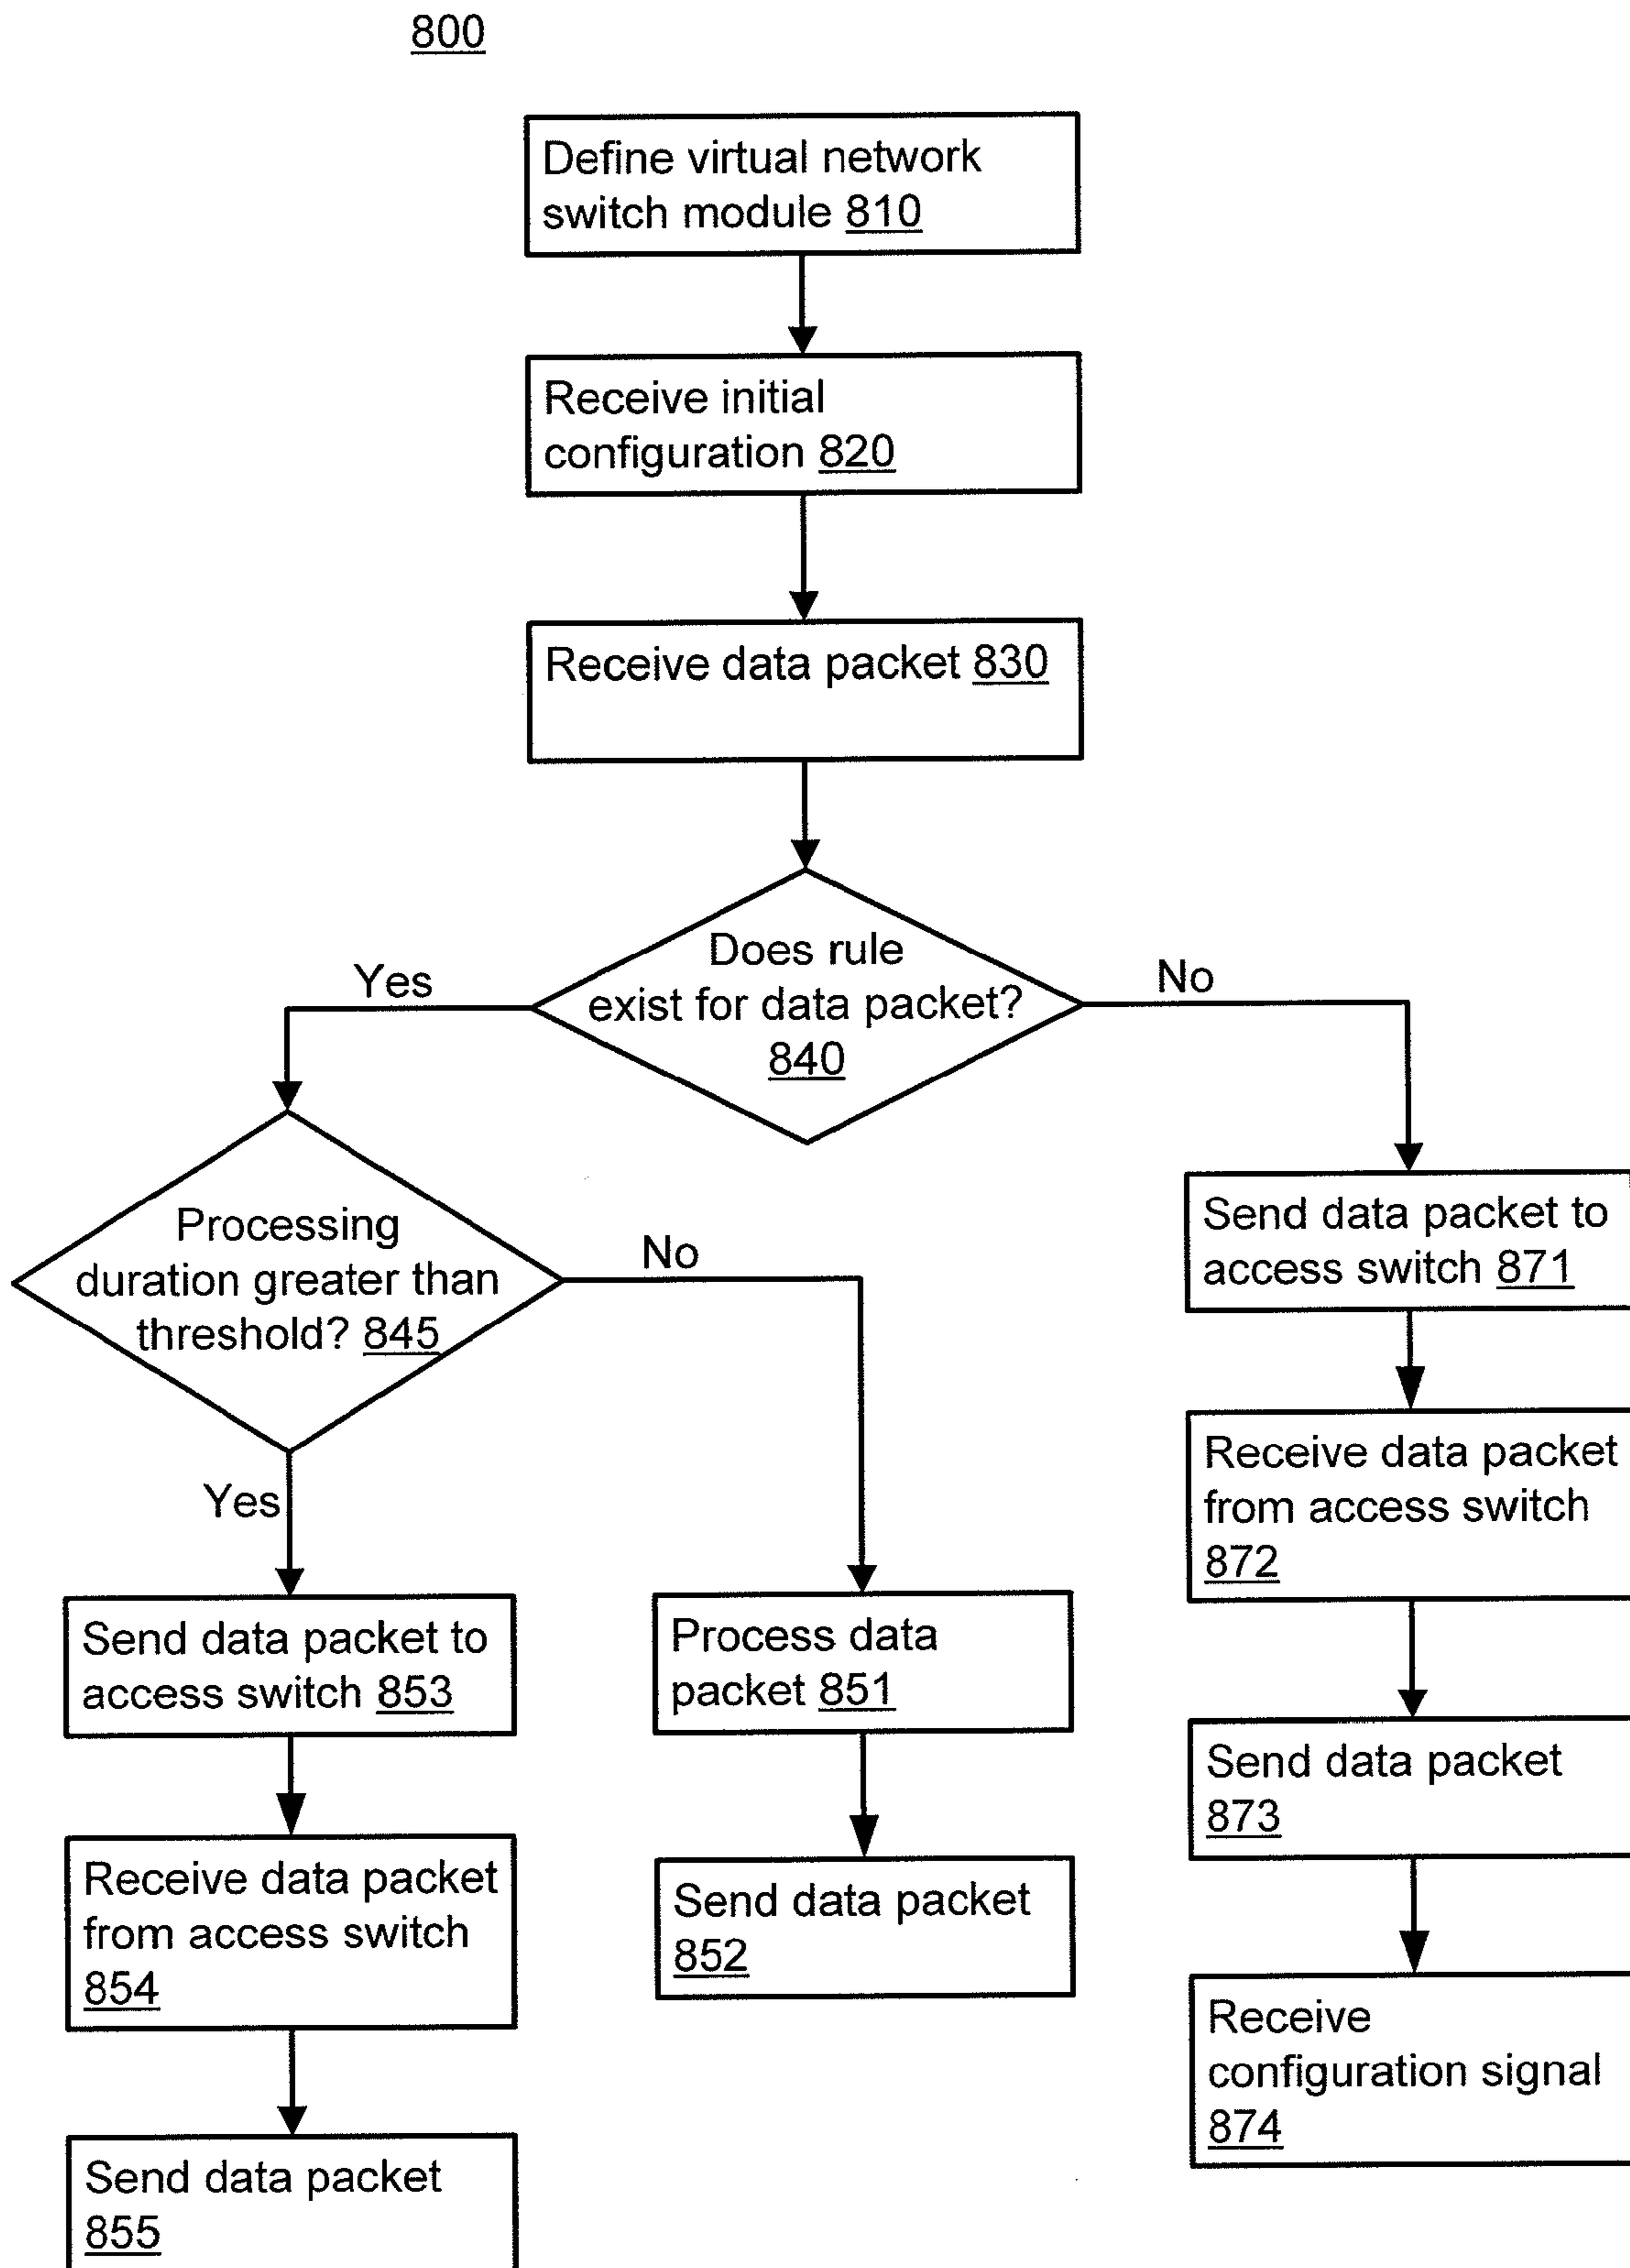 800
Define virtual network
switch module 810
Receive initial
configuration 820
Receive data packet 830
Does rule
exist for data packet?
840
Yes
No
Processing
duration greater than
threshold? 845
No
Yes
Send data packet to
access switch 853
Receive data packet
from access switch
854
Send data packet
855
Process data
packet 851
Send data packet
852
Send data packet to
access switch 871
Receive data packet
from access switch
872
Send data packet
873
Receive
configuration signal
874